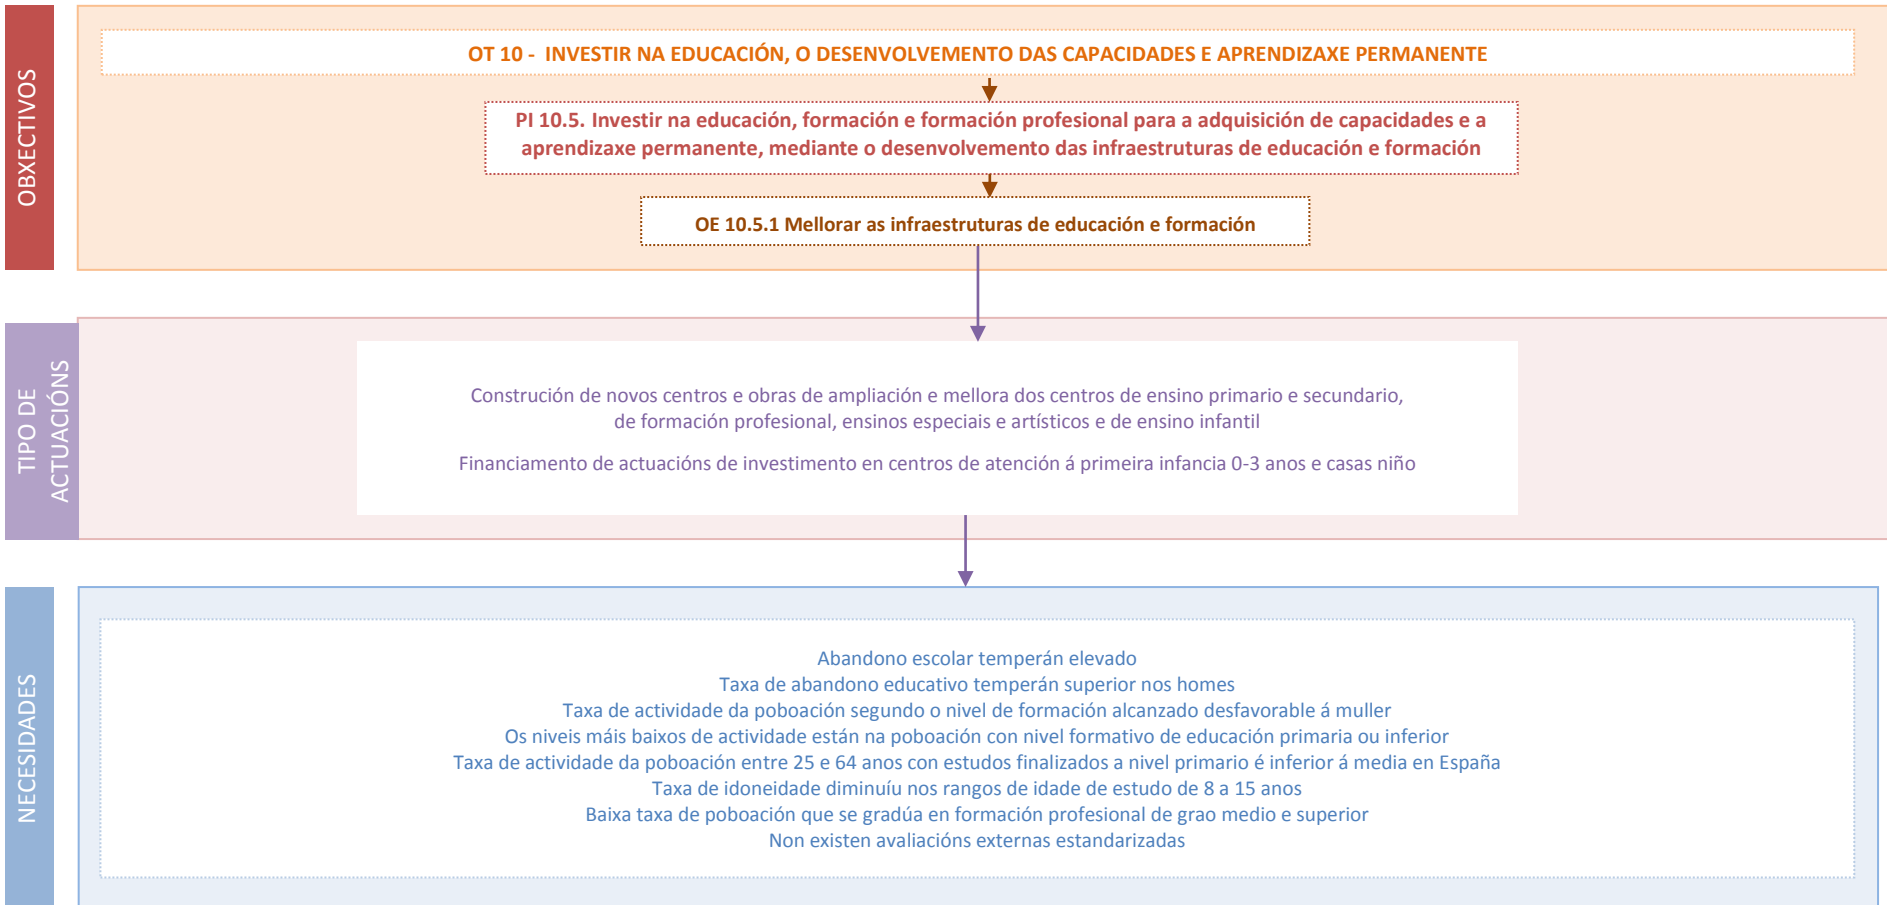 OBXECTIVOS
OT 10 - INVESTIR NA EDUCACIÓN, O DESENVOLVEMENTO DAS CAPACIDADES E APRENDIZAXE PERMANENTE
PI 10.5. Investir na educación, formación e formación profesional para a adquisición de capacidades e a
aprendizaxe permanente, mediante o desenvolvemento das infraestruturas de educación e formación
OE 10.5.1 Mellorar as infraestruturas de educación e formación
TIPO DE
ACTUACIÓNS
Construción de novos centros e obras de ampliación e mellora dos centros de ensino primario e secundario,
de formación profesional, ensinos especiais e artísticos e de ensino infantil
Financiamento de actuacións de investimento en centros de atención á primeira infancia 0-3 anos e casas niño
NECESIDADES
Abandono escolar temperán elevado
Taxa de abandono educativo temperán superior nos homes
Taxa de actividade da poboación segundo o nivel de formación alcanzado desfavorable á muller
Os niveis máis baixos de actividade están na poboación con nivel formativo de educación primaria ou inferior
Taxa de actividade da poboación entre 25 e 64 anos con estudos finalizados a nivel primario é inferior á media en España
Taxa de idoneidade diminuíu nos rangos de idade de estudo de 8 a 15 anos
Baixa taxa de poboación que se gradúa en formación profesional de grao medio e superior
Non existen avaliacións externas estandarizadas